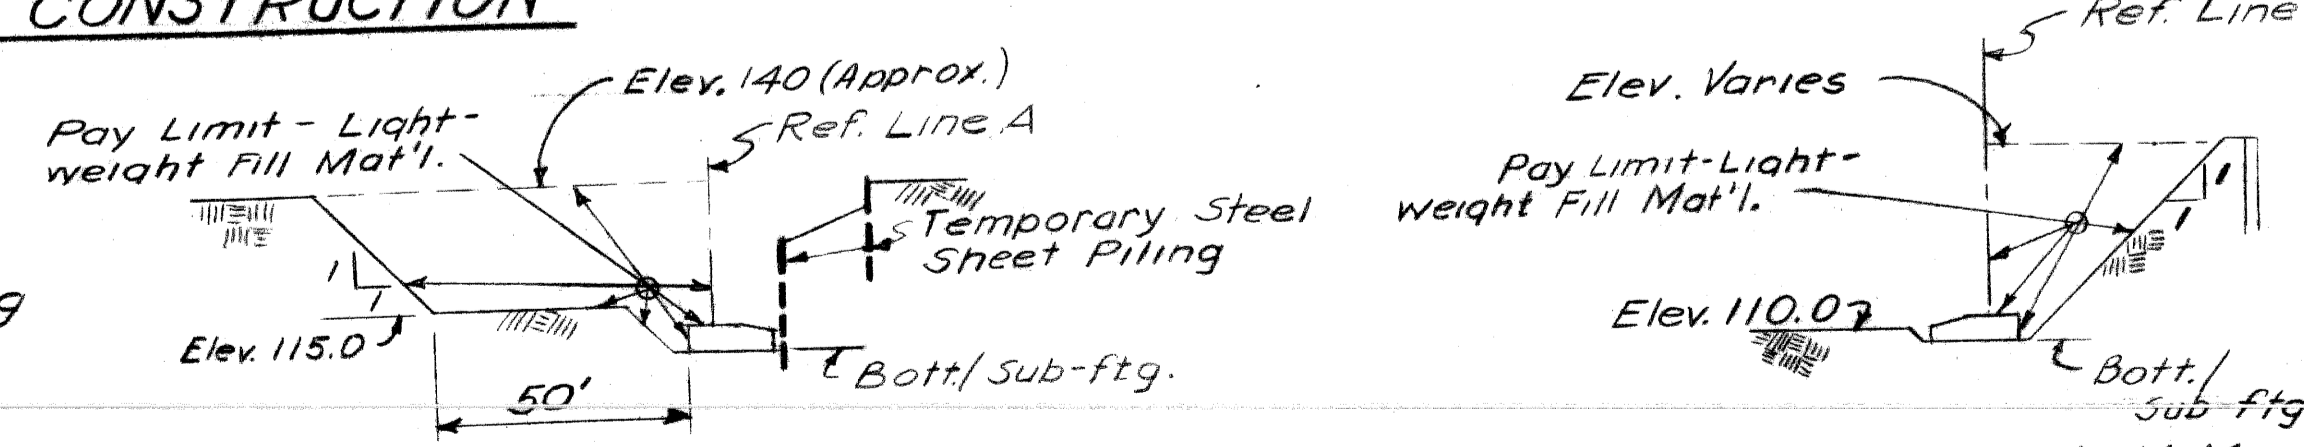 CONSTRUCTION
Elev. 140 (Approx.)
Ref. Line A
Pay Limit - Light-
weight Fill Mat'l.
Temporary Steel
Sheet Piling
1
1
Elev. 115.0
Bott./Sub-ftg.
50'
g
Ref. Line
Elev. Varies
Pay Limit-Light-
weight Fill Mat'l.
1
1
Elev. 110.0
Bott./
Sub ftg